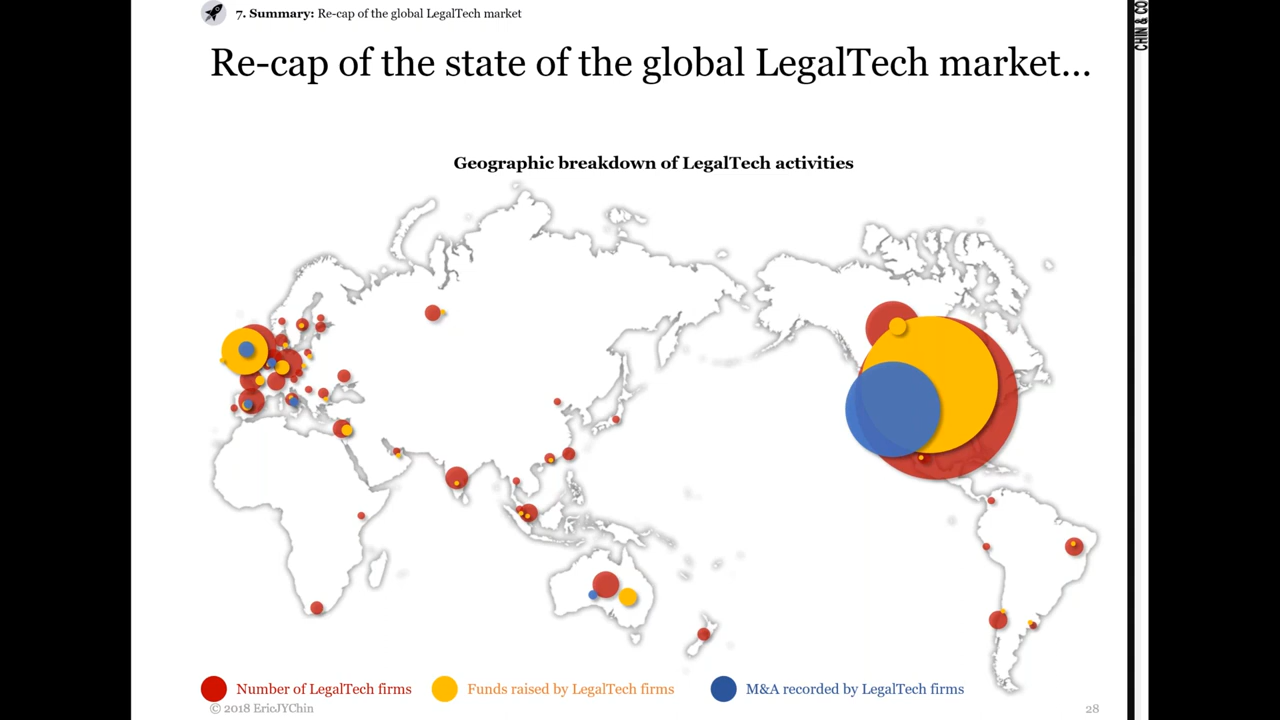 7. Summary: Re-cap of the global LegalTech market
CHIN & CO
Re-cap of the state of the global LegalTech market...
Geographic breakdown of LegalTech activities
Number of LegalTech firms
Funds raised by LegalTech firms
M&A recorded by LegalTech firms
© 2018 EricJYChin
28